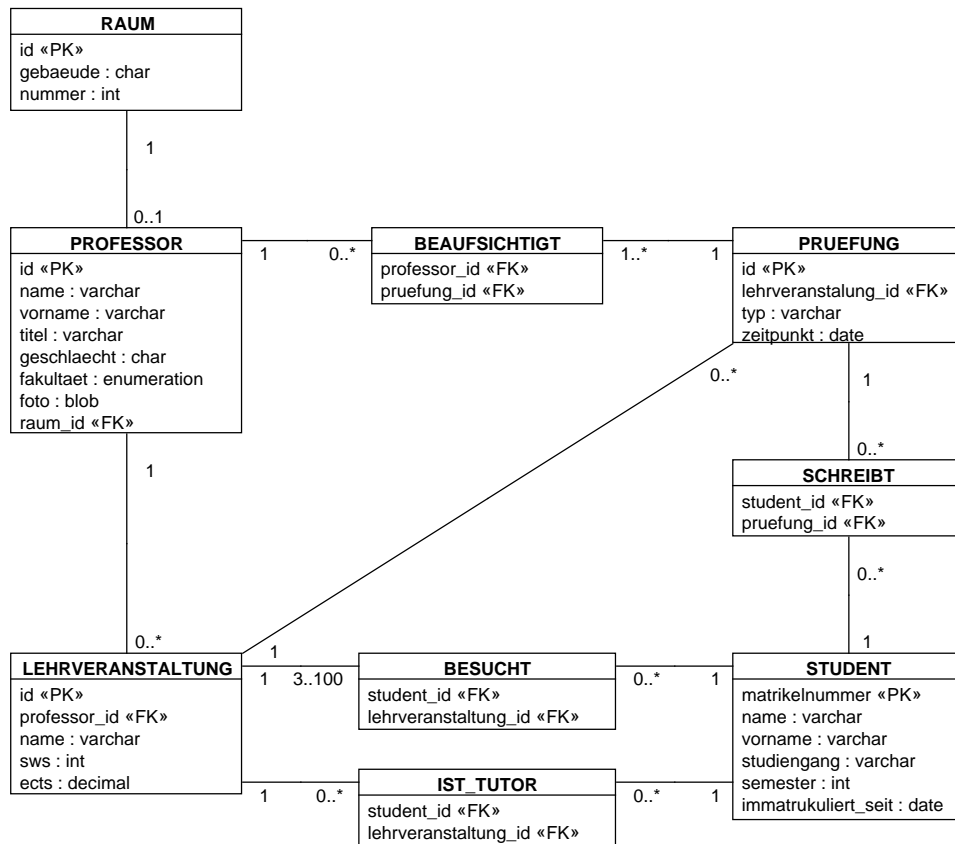 RAUM
id «PK»
gebaeude : char
nummer : int
1
0..1
PROFESSOR
id «PK»
name : varchar
vorname : varchar
titel : varchar
geschlaecht : char
fakultaet : enumeration
foto : blob
raum_id «FK»
1
0..*
BEAUFSICHTIGT
professor_id «FK»
pruefung_id «FK»
1..*
1
PRUEFUNG
id «PK»
lehrveranstalung_id «FK»
typ : varchar
zeitpunkt : date
0..*
1
1
0..*
SCHREIBT
student_id «FK»
pruefung_id «FK»
0..*
1
0..*
1
LEHRVERANSTALTUNG
id «PK»
professor_id «FK»
name : varchar
sws : int
ects : decimal
1
3..100
BESUCHT
student_id «FK»
lehrveranstaltung_id «FK»
0..*
1
STUDENT
matrikelnummer «PK»
name : varchar
vorname : varchar
studiengang : varchar
semester : int
immatrukuliert_seit : date
1
0..*
IST_TUTOR
student_id «FK»
lehrveranstaltung_id «FK»
0..*
1